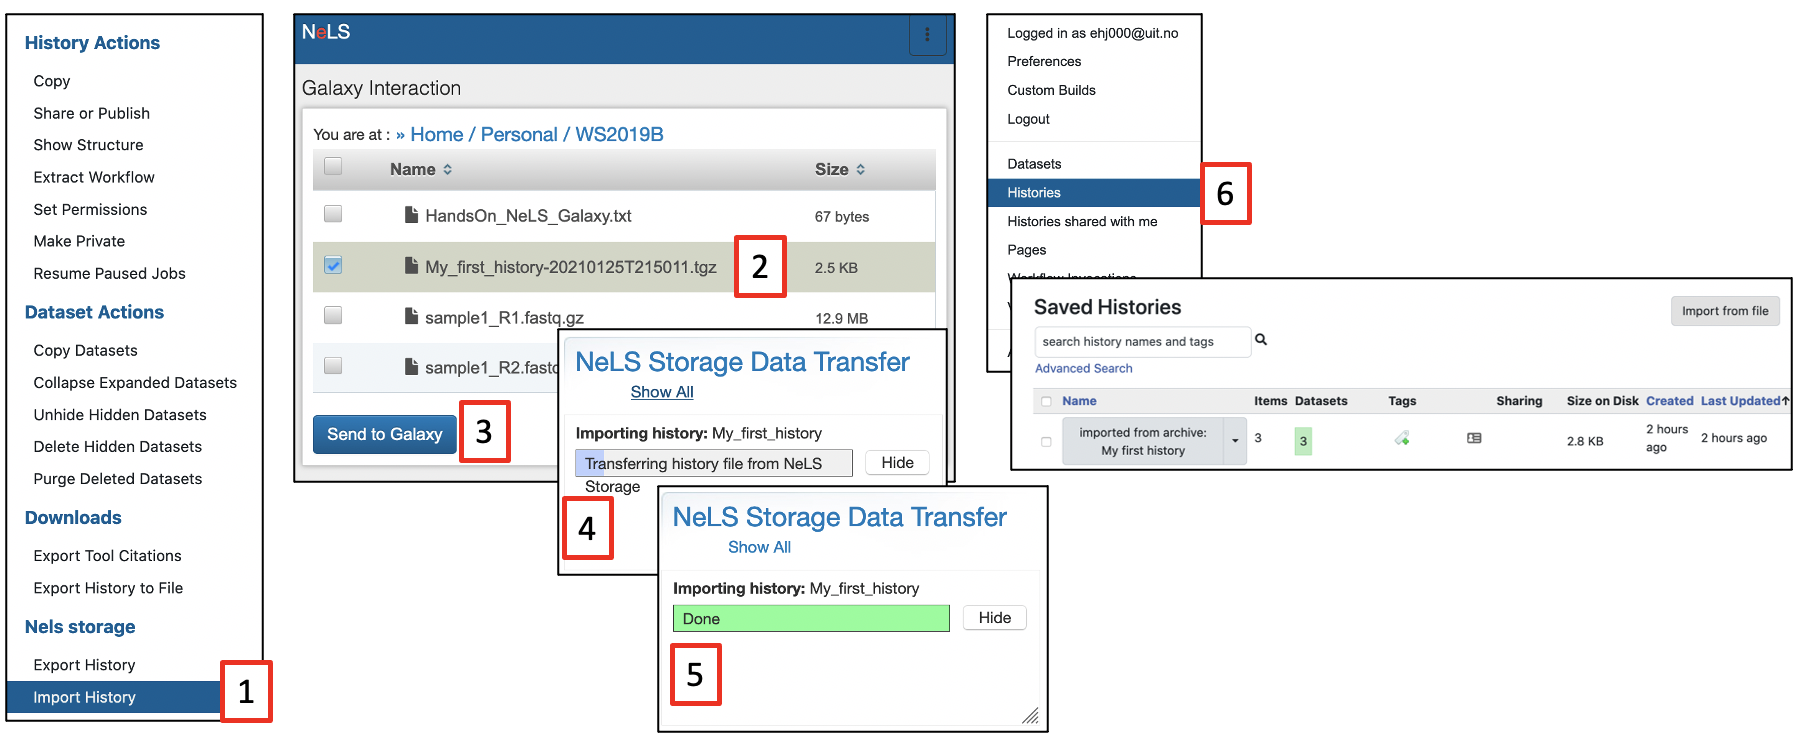 History Actions
Copy
Share or Publish
Show Structure
Extract Workflow
Set Permissions
Make Private
Resume Paused Jobs
Dataset Actions
Copy Datasets
Collapse Expanded Datasets
Unhide Hidden Datasets
Delete Hidden Datasets
Purge Deleted Datasets
Downloads
Export Tool Citations
Export History to File
Nels storage
Export History
Import History
1
NeLS
Galaxy Interaction
You are at : » Home / Personal / WS2019B
Name Size
HandsOn_NeLS_Galaxy.txt 67 bytes
My_first_history-20210125T215011.tgz 2 2.5 KB
sample1_R1.fastq.gz 12.9 MB
sample1_R2.fastq
Send to Galaxy 3
NeLS Storage Data Transfer
Show All
Importing history: My_first_history
Transferring history file from NeLS Hide
Storage
4
NeLS Storage Data Transfer
Show All
Importing history: My_first_history
Done Hide
5
Logged in as ehj000@uit.no
Preferences
Custom Builds
Logout
Datasets
Histories 6
Histories shared with me
Pages
Workflow Invocations
Saved Histories Import from file
search history names and tags
Advanced Search
Name Items Datasets Tags Sharing Size on Disk Created Last Updated↑
imported from archive: My first history 3 3 2.8 KB 2 hours ago 2 hours ago